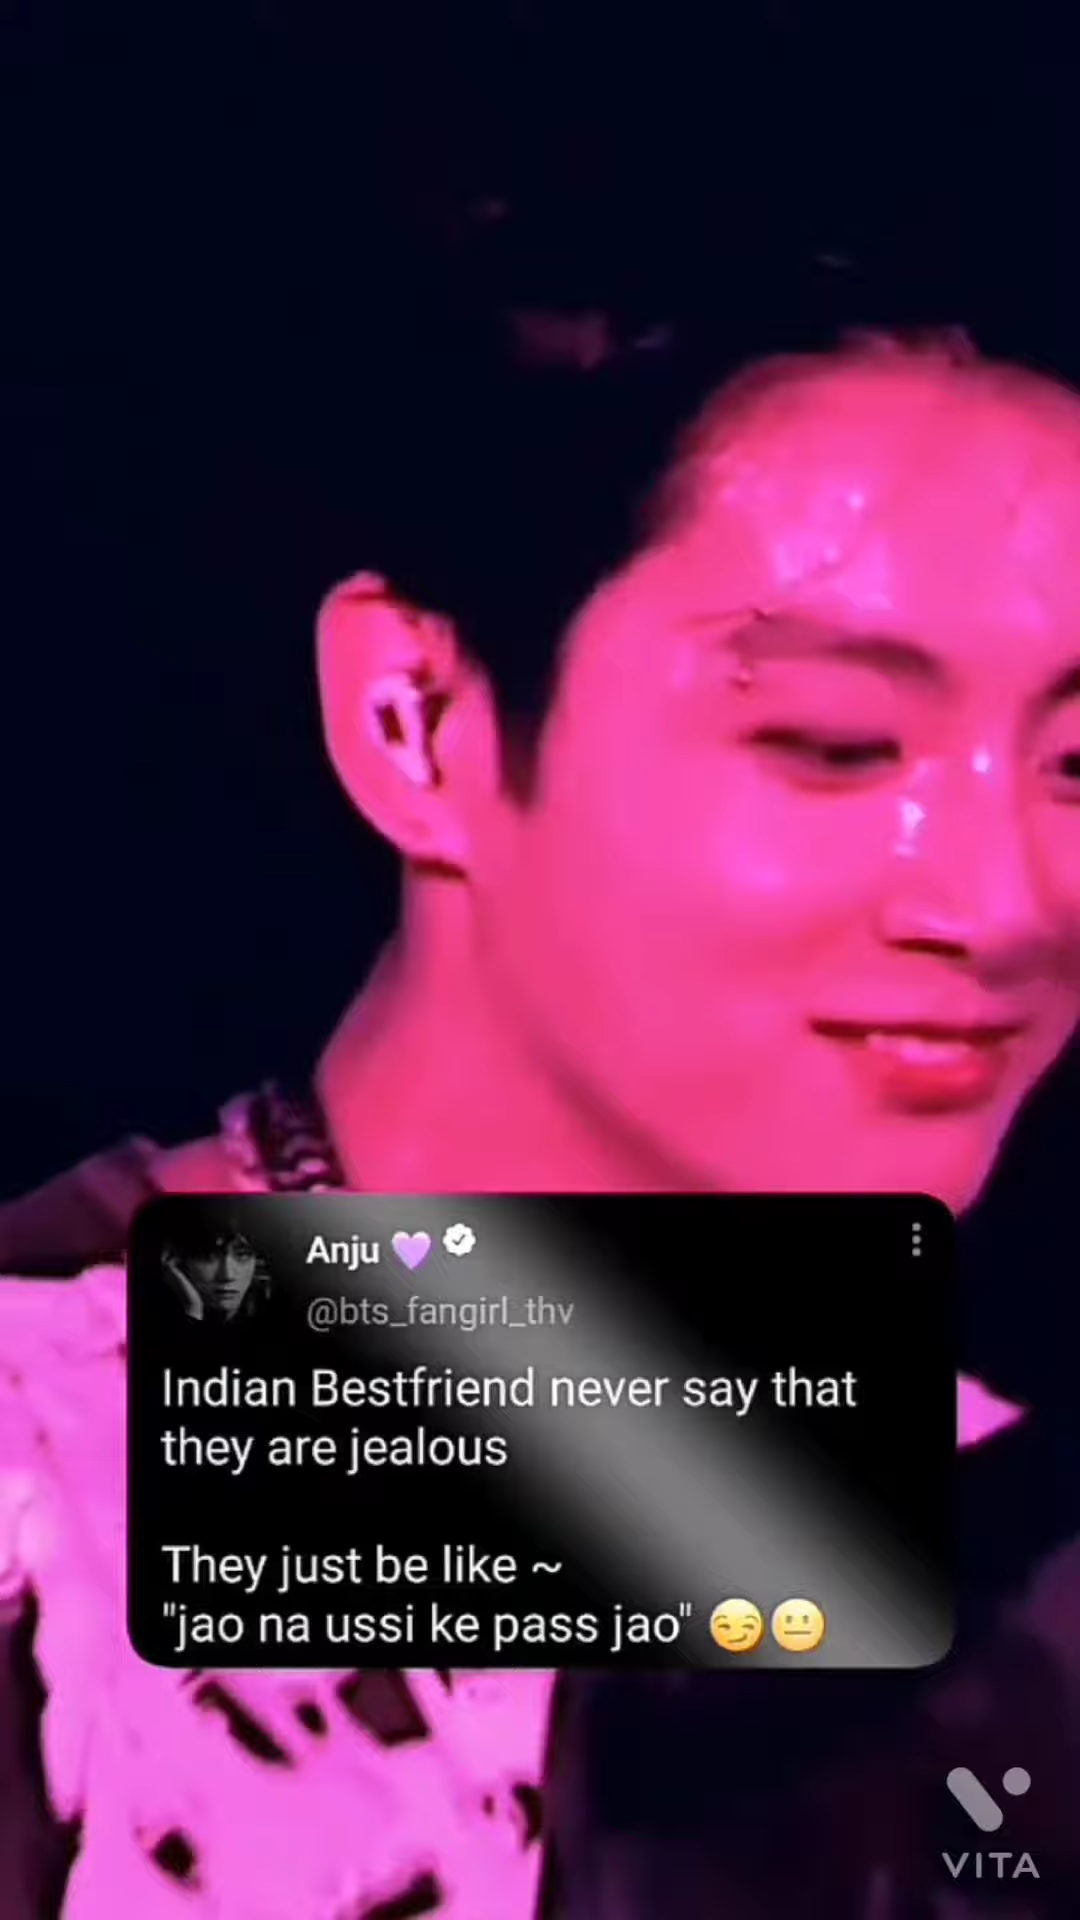 Anju 💜
@bts_fangirl_thv
Indian Bestfriend never say that
they are jealous
They just be like ~
"jao na ussi ke pass jao" 😏😐
VITA